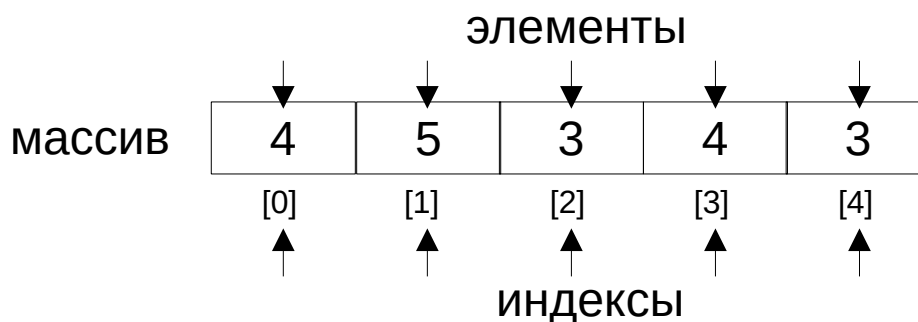 элементы
массив 4 5 3 4 3
[0] [1] [2] [3] [4]
индексы